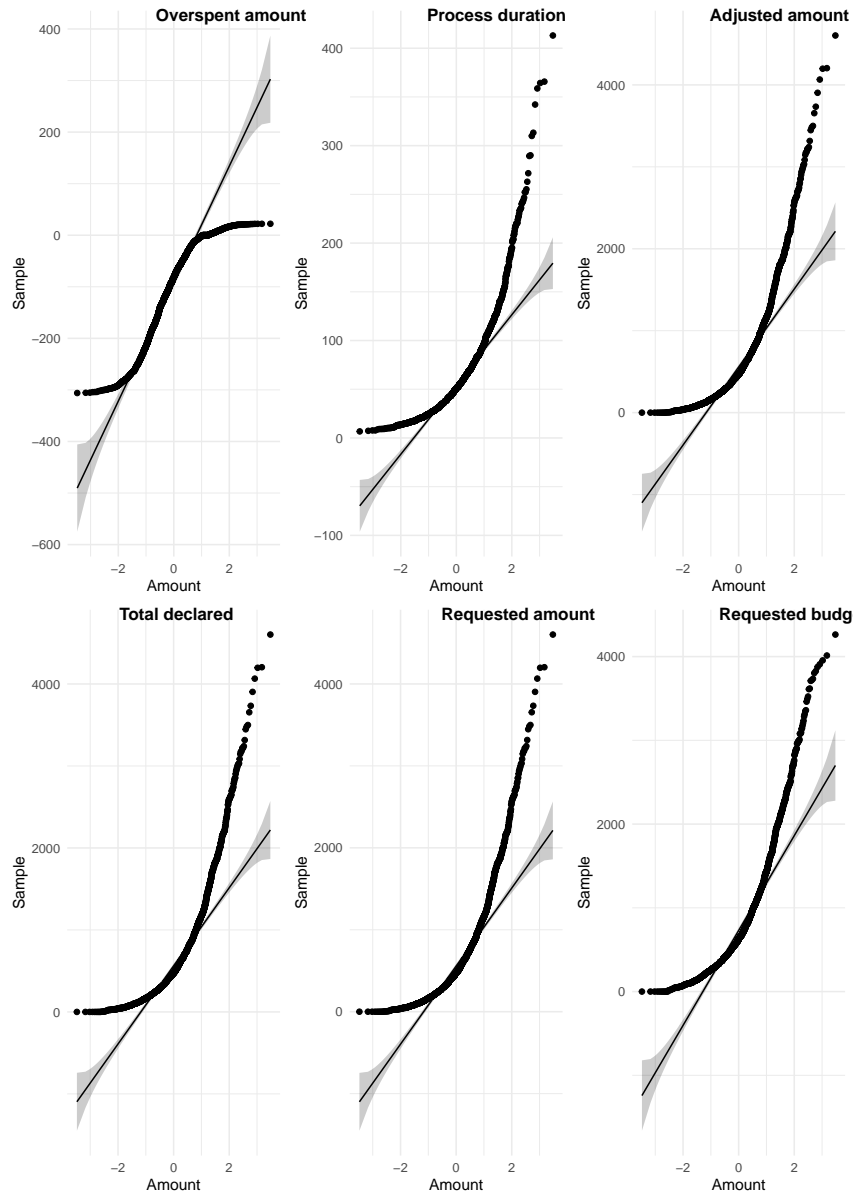 Overspent amount
400
200
0
−200
−400
−600
Sample
−2 0 2
Amount
Process duration
400
300
200
100
0
−100
Sample
−2 0 2
Amount
Adjusted amount
4000
2000
0
Sample
−2 0 2
Amount
Total declared
4000
2000
0
Sample
−2 0 2
Amount
Requested amount
4000
2000
0
Sample
−2 0 2
Amount
Requested budg
4000
2000
0
Sample
−2 0 2
Amount